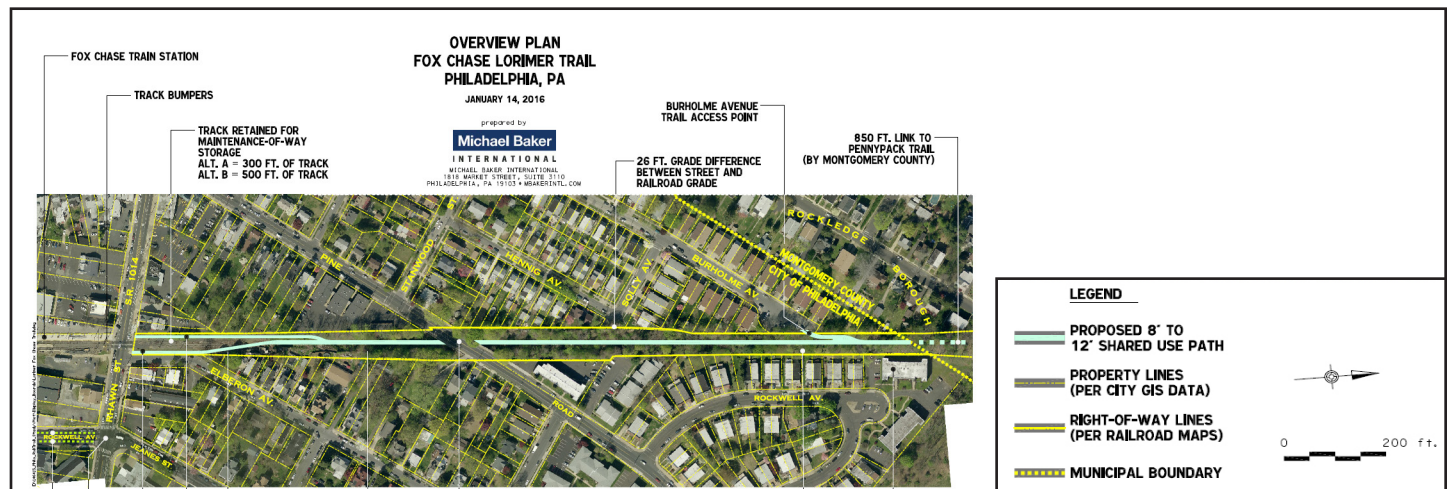 OVERVIEW PLAN
FOX CHASE LORIMER TRAIL
PHILADELPHIA, PA
JANUARY 14, 2016
prepared by
Michael Baker
INTERNATIONAL
MICHAEL BAKER INTERNATIONAL
1818 MARKET STREET, SUITE 3110
PHILADELPHIA, PA 19103 • MBAKERINTL.COM
FOX CHASE TRAIN STATION
TRACK BUMPERS
TRACK RETAINED FOR
MAINTENANCE-OF-WAY
STORAGE
ALT. A = 300 FT. OF TRACK
ALT. B = 500 FT. OF TRACK
26 FT. GRADE DIFFERENCE
BETWEEN STREET AND
RAILROAD GRADE
BURHOLME AVENUE
TRAIL ACCESS POINT
850 FT. LINK TO
PENNYPACK TRAIL
(BY MONTGOMERY COUNTY)
S.R. 1014
RHAWN ST.
PINE
ROAD
STANWOOD ST.
HENNIG AV.
SOLLY AV.
BURHOLME AV.
MONTGOMERY COUNTY
CITY OF PHILADELPHIA
ROCKLEDGE
BOROUGH
ELBERON AV.
ROCKWELL AV.
ROCKWELL AV.
JEANES ST.
LEGEND
PROPOSED 8' TO
12' SHARED USE PATH
PROPERTY LINES
(PER CITY GIS DATA)
RIGHT-OF-WAY LINES
(PER RAILROAD MAPS)
MUNICIPAL BOUNDARY
0 200 ft.